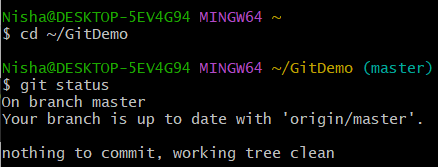 Nisha@DESKTOP-5EV4G94 MINGW64 ~
$ cd ~/GitDemo
Nisha@DESKTOP-5EV4G94 MINGW64 ~/GitDemo (master)
$ git status
On branch master
Your branch is up to date with 'origin/master'.
nothing to commit, working tree clean